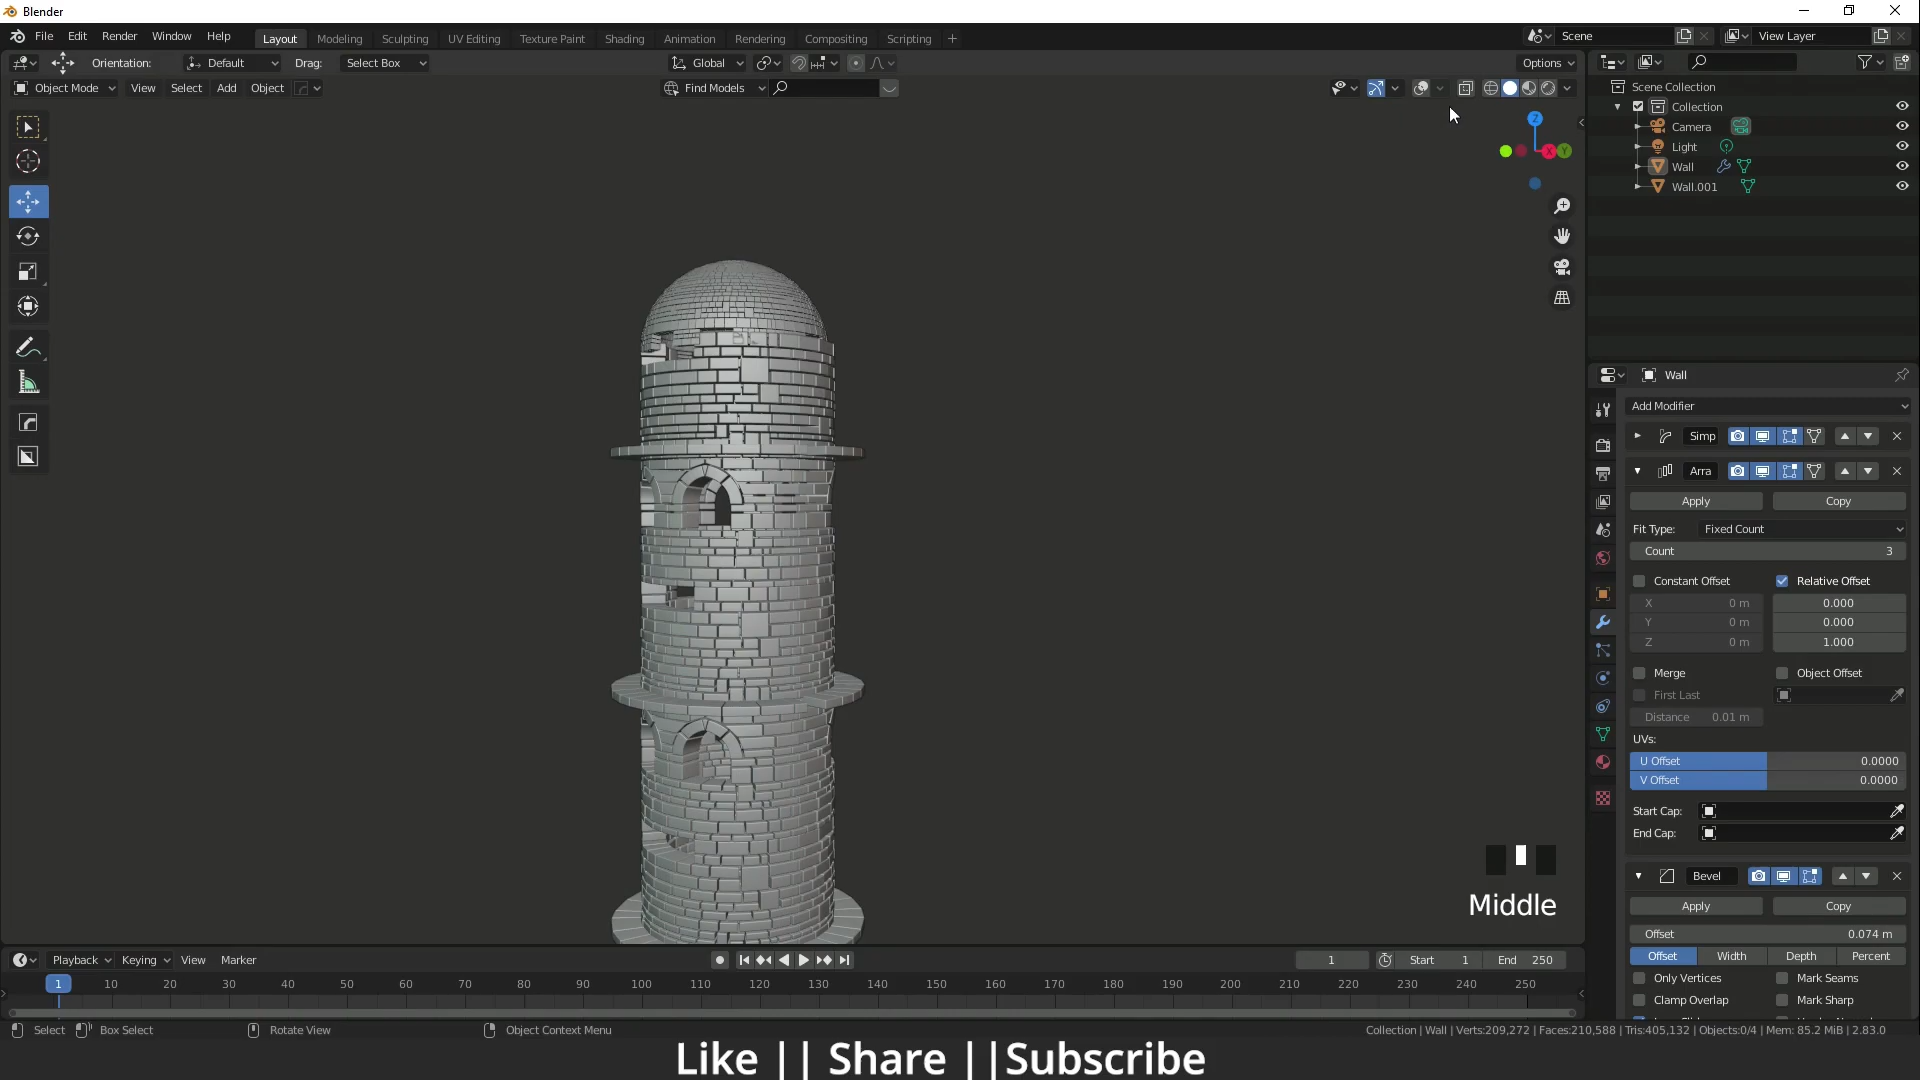 Blender
File Edit Render Window Help Layout Modeling Sculpting UV Editing Texture Paint Shading Animation Rendering Compositing Scripting + Scene View Layer
Orientation: Default Drag: Select Box Global Options
Object Mode View Select Add Object Find Models
Z
X Y
Scene Collection
Collection
Camera
Light
Wall
Wall.001
Wall
Add Modifier
Simp
Arra
Apply Copy
Fit Type: Fixed Count
Count 3
Constant Offset Relative Offset
X 0 m 0.000
Y 0 m 0.000
Z 0 m 1.000
Merge Object Offset
First Last
Distance 0.01 m
UVs:
U Offset 0.0000
V Offset 0.0000
Start Cap:
End Cap:
Bevel
Apply Copy
Offset 0.074 m
Offset Width Depth Percent
Only Vertices Mark Seams
Clamp Overlap Mark Sharp
Middle
Playback Keying View Marker 1 Start 1 End 250
1 10 20 30 40 50 60 70 80 90 100 110 120 130 140 150 160 170 180 190 200 210 220 230 240 250
Select Box Select Rotate View Object Context Menu Collection | Wall | Verts:209,272 | Faces:210,588 | Tris:405,132 | Objects:0/4 | Mem: 85.2 MiB | 2.83.0
Like || Share ||Subscribe